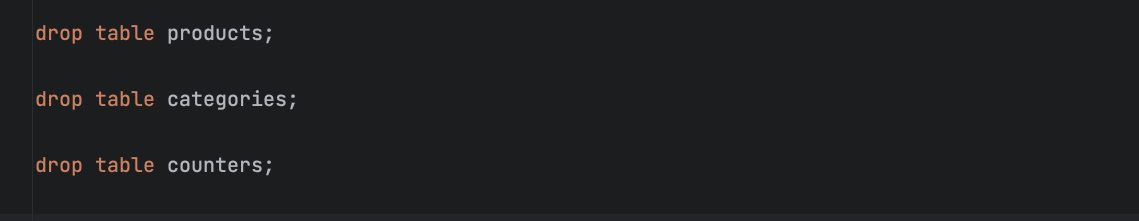 drop table products;
drop table categories;
drop table counters;